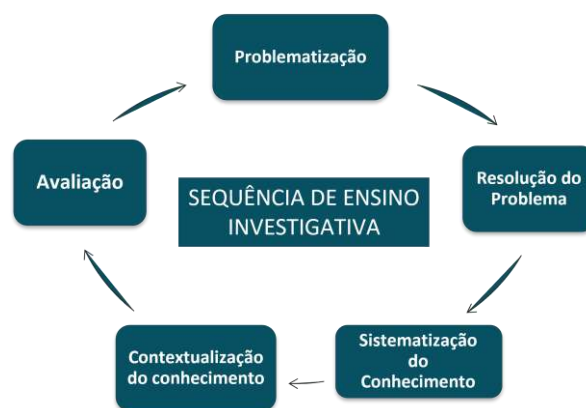 Problematização
Resolução do
Problema
Sistematização
do
Conhecimento
Contextualização
do conhecimento
Avaliação
SEQUÊNCIA DE ENSINO
INVESTIGATIVA